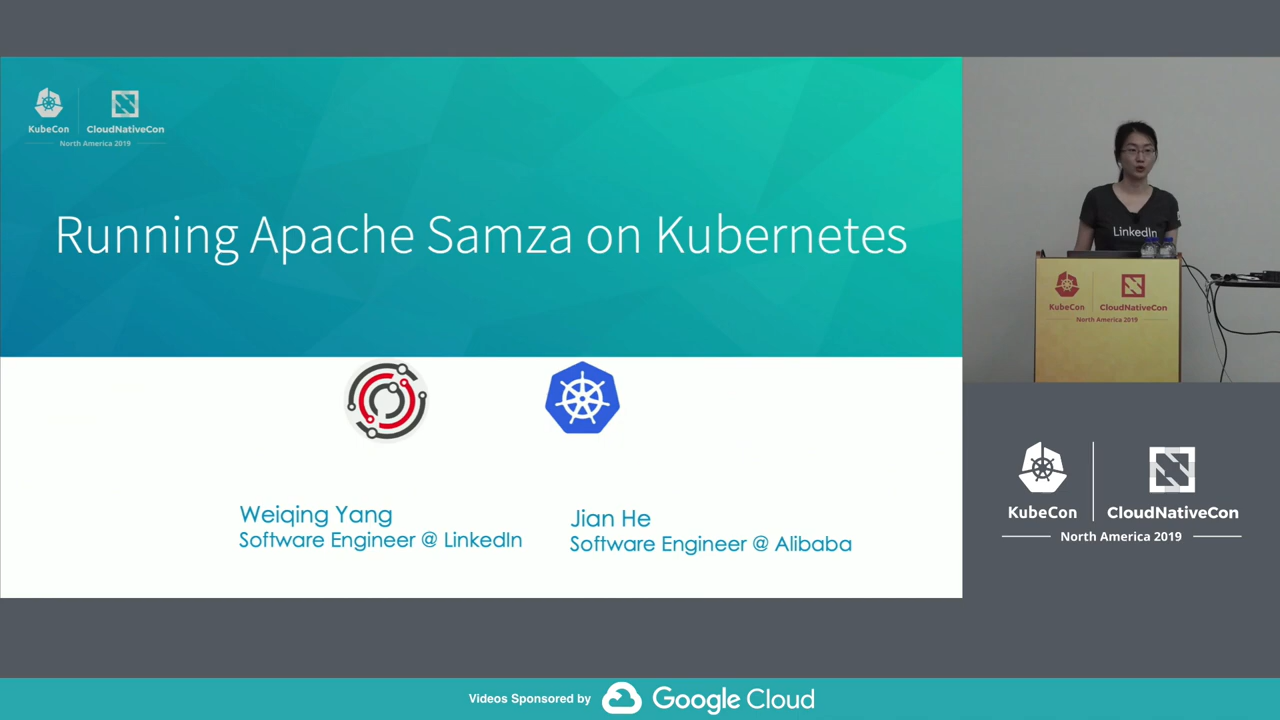 KubeCon
CloudNativeCon
North America 2019
Running Apache Samza on Kubernetes
Weiqing Yang
Software Engineer @ LinkedIn
Jian He
Software Engineer @ Alibaba
LinkedIn
KubeCon
CloudNativeCon
North America 2019
KubeCon
CloudNativeCon
North America 2019
Videos Sponsored by
Google Cloud